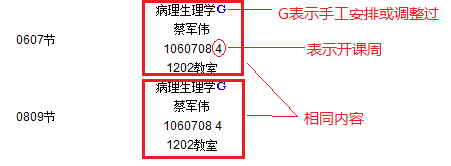 病理生理学G
G表示手工安排或调整过
0607节
蔡军伟
1060708 4
表示开课周
1202教室
病理生理学G
0809节
蔡军伟
相同内容
1060708 4
1202教室